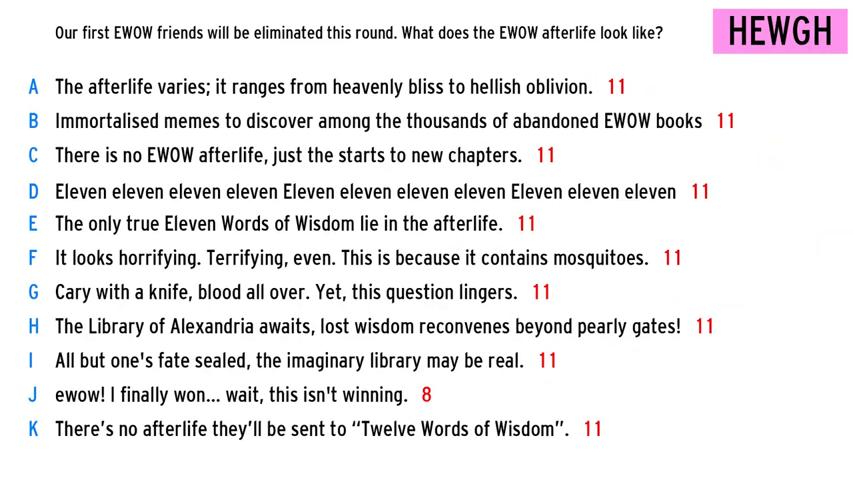 Our first EWOW friends will be eliminated this round. What does the EWOW afterlife look like?
HEWGH
A The afterlife varies; it ranges from heavenly bliss to hellish oblivion. 11
B Immortalised memes to discover among the thousands of abandoned EWOW books 11
C There is no EWOW afterlife, just the starts to new chapters. 11
D Eleven eleven eleven eleven Eleven eleven eleven eleven Eleven eleven eleven 11
E The only true Eleven Words of Wisdom lie in the afterlife. 11
F It looks horrifying. Terrifying, even. This is because it contains mosquitoes. 11
G Cary with a knife, blood all over. Yet, this question lingers. 11
H The Library of Alexandria awaits, lost wisdom reconvenes beyond pearly gates! 11
I All but one's fate sealed, the imaginary library may be real. 11
J ewow! I finally won... wait, this isn't winning. 8
K There’s no afterlife they’ll be sent to “Twelve Words of Wisdom”. 11